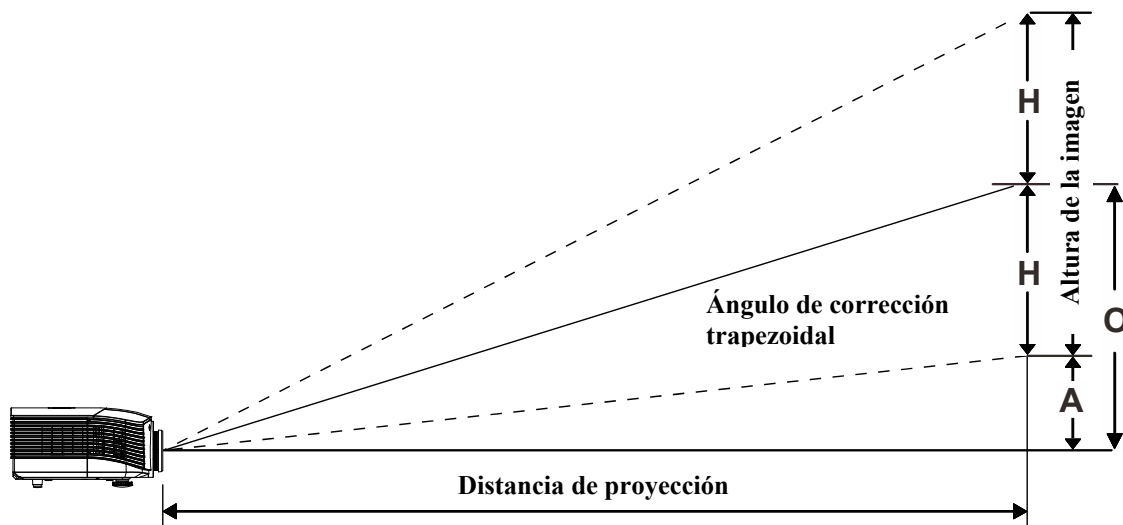 H
Altura de la imagen
H
O
Ángulo de corrección
trapezoidal
A
Distancia de proyección